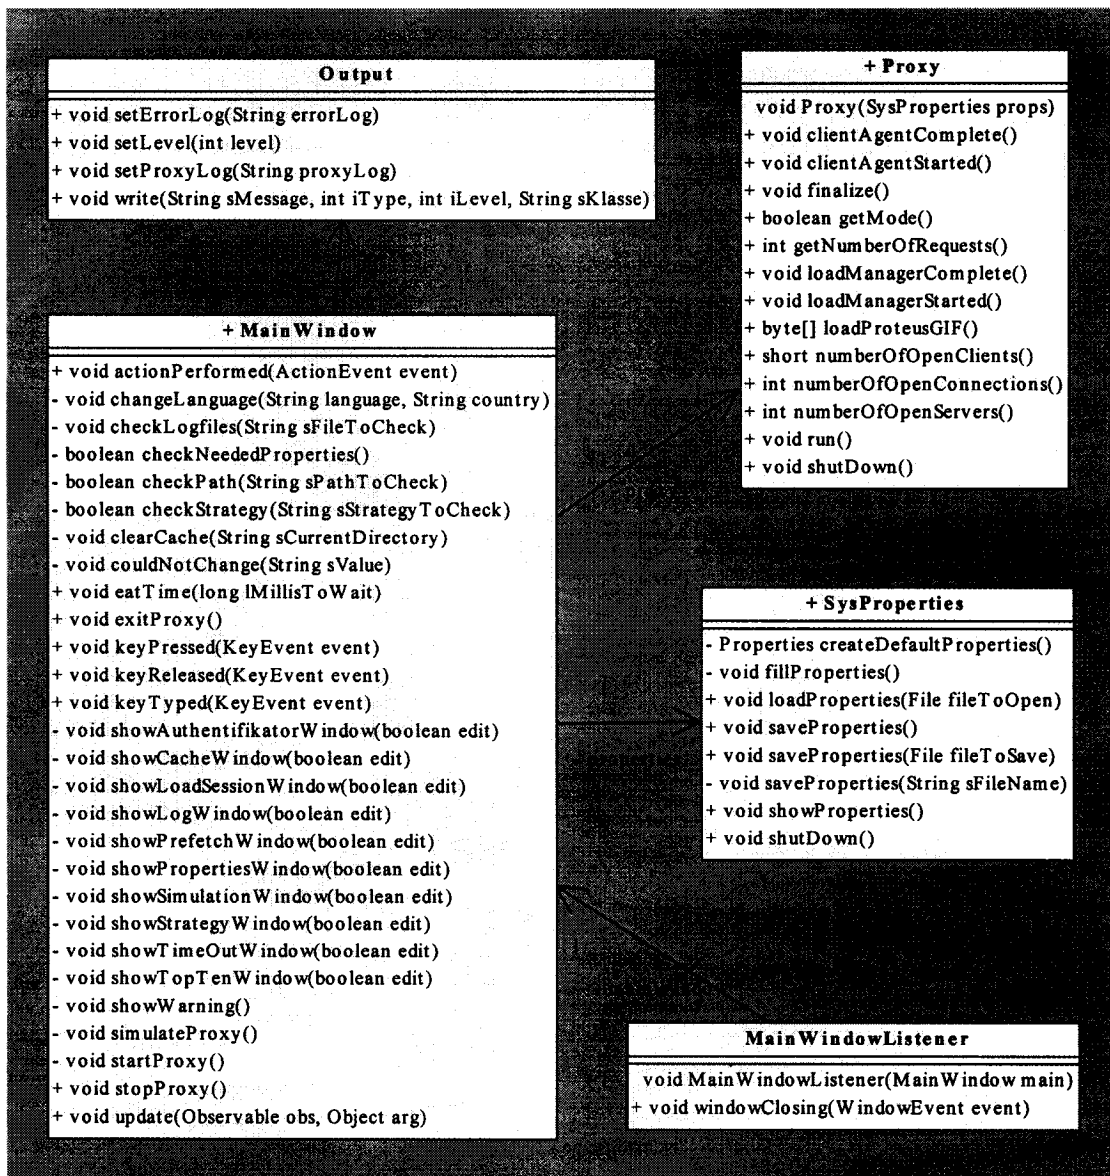 Output
+ void setErrorLog(String errorLog)
+ void setLevel(int level)
+ void setProxyLog(String proxyLog)
+ void write(String sMessage, int iType, int iLevel, String sKlasse)
+ Proxy
void Proxy(SysProperties props)
+ void clientAgentComplete()
+ void clientAgentStarted()
+ void finalize()
+ boolean getMode()
+ int getNumberOfRequests()
+ void loadManagerComplete()
+ void loadManagerStarted()
+ byte[] loadProteusGIF()
+ short numberOfOpenClients()
+ int numberOfOpenConnections()
+ int numberOfOpenServers()
+ void run()
+ void shutDown()
+ MainWindow
+ void actionPerformed(ActionEvent event)
- void changeLanguage(String language, String country)
- void checkLogfiles(String sFileToCheck)
- boolean checkNeededProperties()
- boolean checkPath(String sPathToCheck)
- boolean checkStrategy(String sStrategyToCheck)
- void clearCache(String sCurrentDirectory)
- void couldNotChange(String sValue)
+ void eatTime(long lMillisToWait)
+ void exitProxy()
+ void keyPressed(KeyEvent event)
+ void keyReleased(KeyEvent event)
+ void keyTyped(KeyEvent event)
- void showAuthentifikatorWindow(boolean edit)
- void showCacheWindow(boolean edit)
- void showLoadSessionWindow(boolean edit)
- void showLogWindow(boolean edit)
- void showPrefetchWindow(boolean edit)
- void showPropertiesWindow(boolean edit)
- void showSimulationWindow(boolean edit)
- void showStrategyWindow(boolean edit)
- void showTimeOutWindow(boolean edit)
- void showTopTenWindow(boolean edit)
- void showWarning()
- void simulateProxy()
- void startProxy()
+ void stopProxy()
+ void update(Observable obs, Object arg)
+ SysProperties
- Properties createDefaultProperties()
- void fillProperties()
+ void loadProperties(File fileToOpen)
+ void saveProperties()
+ void saveProperties(File fileToSave)
- void saveProperties(String sFileName)
+ void showProperties()
+ void shutDown()
MainWindowListener
void MainWindowListener(MainWindow main)
+ void windowClosing(WindowEvent event)